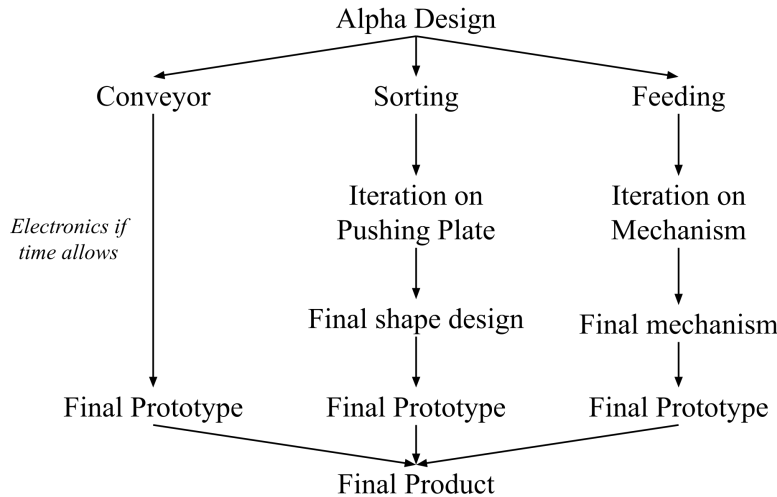 Alpha Design
Conveyor
Sorting
Feeding
Iteration on
Pushing Plate
Iteration on
Mechanism
Electronics if
time allows
Final shape design
Final mechanism
Final Prototype
Final Prototype
Final Prototype
Final Product